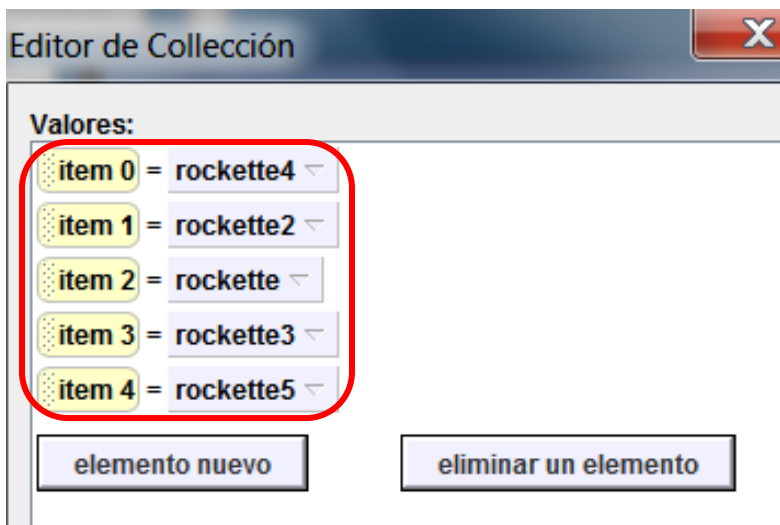 Editor de Collección
X
Valores:
item 0 = rockette4
item 1 = rockette2
item 2 = rockette
item 3 = rockette3
item 4 = rockette5
elemento nuevo eliminar un elemento